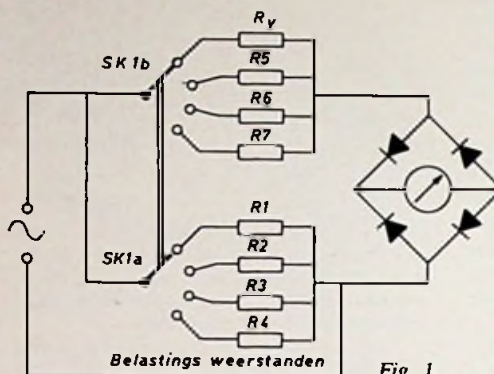 SK1b
Rv
R5
R6
R7
SK1a
R1
R2
R3
R4
Belastings weerstanden
Fig. 1